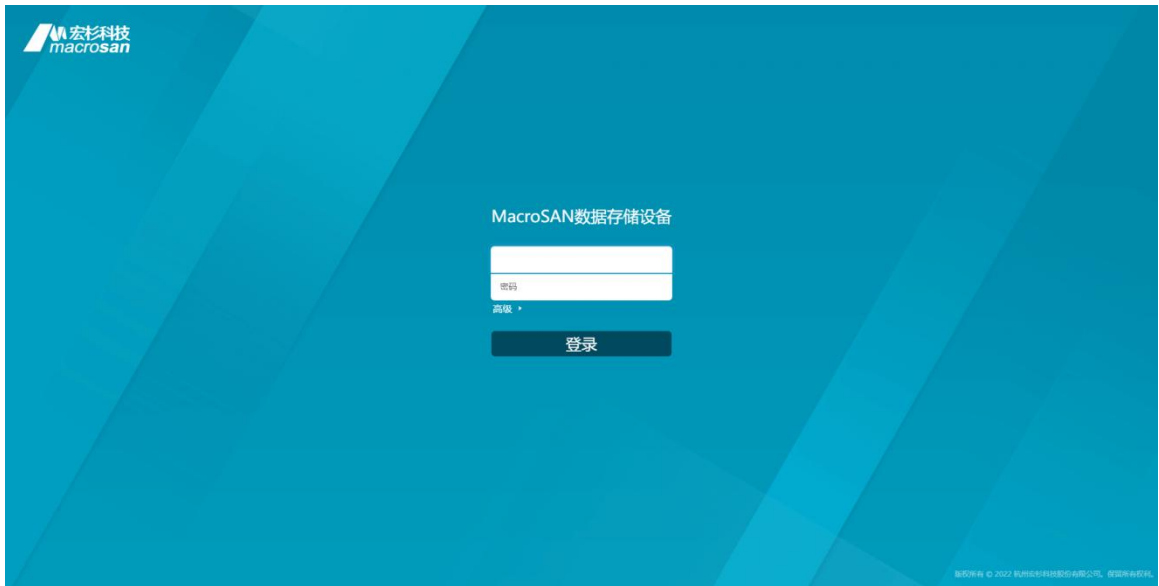 宏杉科技
macrosan
MacroSAN数据存储设备
密码
高级
登录
版权所有 © 2022 杭州宏杉科技股份有限公司。保留所有权利。